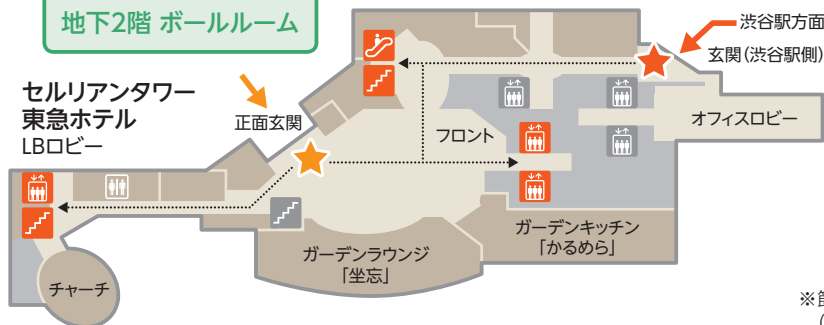 地下2階 ボールルーム
渋谷駅方面
玄関(渋谷駅側)
セルリアンタワー
東急ホテル
LBロビー
正面玄関
フロント
オフィスロビー
ガーデンラウンジ
「坐忘」
ガーデンキッチン
「かるめら」
チャーチ
※
(